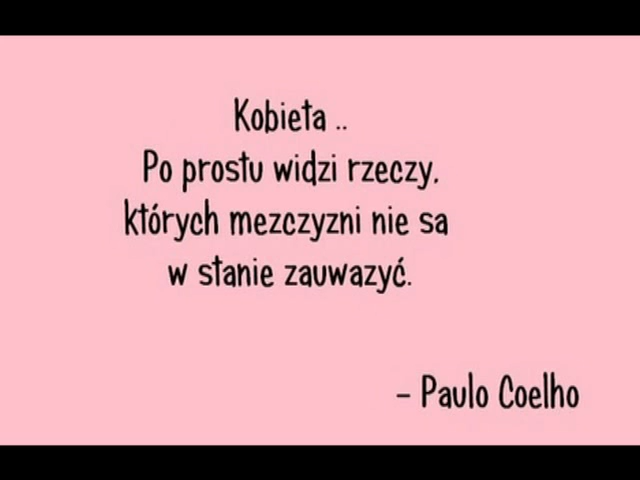 Kobieta ..
Po prostu widzi rzeczy,
których mezczyzni nie sa
w stanie zauwazyć.
- Paulo Coelho